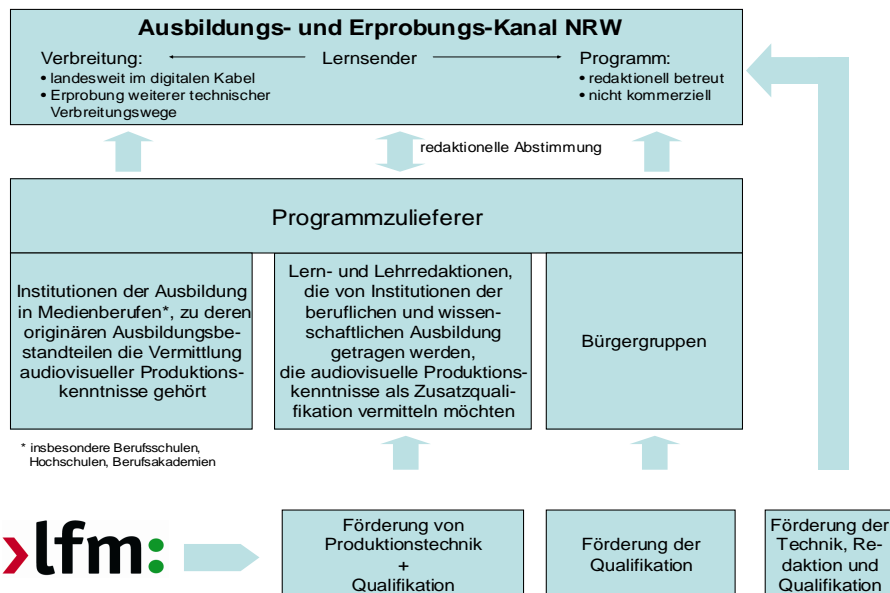 Ausbildungs- und Erprobungs-Kanal NRW
Verbreitung:
• landesweit im digitalen Kabel
• Erprobung weiterer technischer
Verbreitungswege
Lernsender
Programm:
• redaktionell betreut
• nicht kommerziell
redaktionelle Abstimmung
Programmzulieferer
Institutionen der Ausbildung
in Medienberufen*, zu deren
originären Ausbildungsbe-
standteilen die Vermittlung
audiovisueller Produktions-
kenntnisse gehört
Lern- und Lehrredaktionen,
die von Institutionen der
beruflichen und wissen-
schaftlichen Ausbildung
getragen werden,
die audiovisuelle Produktions-
kenntnisse als Zusatzquali-
fikation vermitteln möchten
Bürgergruppen
* insbesondere Berufsschulen,
Hochschulen, Berufsakademien
lfm:
Förderung von
Produktionstechnik
+
Qualifikation
Förderung der
Qualifikation
Förderung der
Technik, Re-
daktion und
Qualifikation